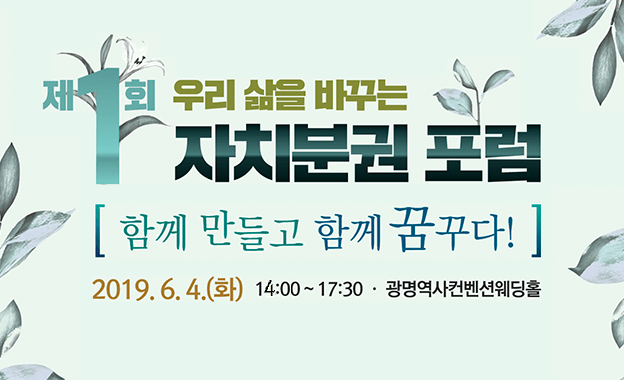 제1회 우리 삶을 바꾸는
자치분권 포럼
[ 함께 만들고 함께 꿈꾸다! ]
2019. 6. 4.(화) 14:00 ~ 17:30 · 광명역사컨벤션웨딩홀